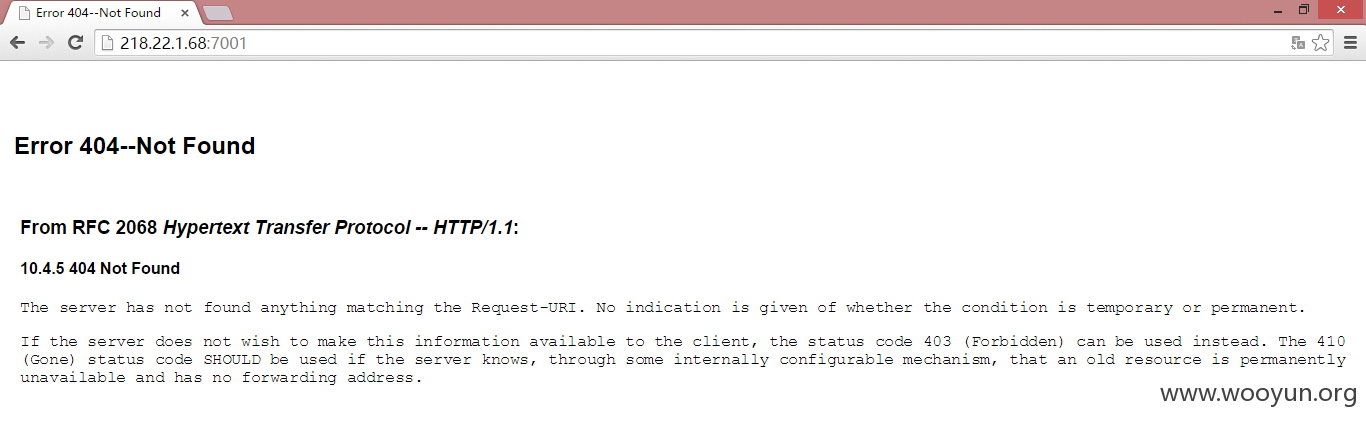 Error 404--Not Found
218.22.1.68:7001
Error 404--Not Found
From RFC 2068 Hypertext Transfer Protocol -- HTTP/1.1:
10.4.5 404 Not Found
The server has not found anything matching the Request-URI. No indication is given of whether the condition is temporary or permanent.
If the server does not wish to make this information available to the client, the status code 403 (Forbidden) can be used instead. The 410
(Gone) status code SHOULD be used if the server knows, through some internally configurable mechanism, that an old resource is permanently
unavailable and has no forwarding address.
www.wooyun.org